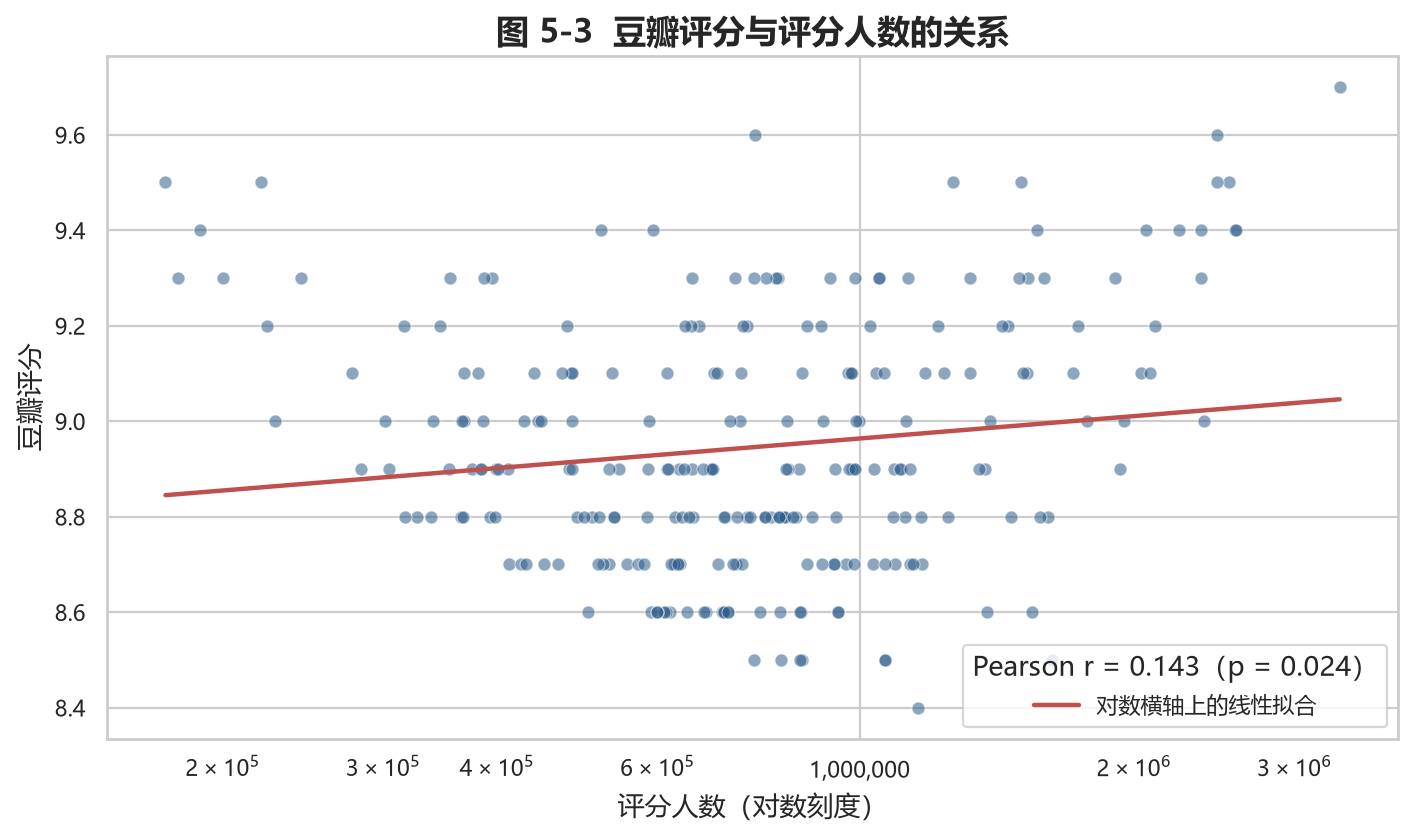 图 5-3 豆瓣评分与评分人数的关系
豆瓣评分
9.6
9.4
9.2
9.0
8.8
8.6
8.4
Pearson r = 0.143（p = 0.024）
对数横轴上的线性拟合
2 × 10⁵
3 × 10⁵
4 × 10⁵
6 × 10⁵
1,000,000
2 × 10⁶
3 × 10⁶
评分人数（对数刻度）